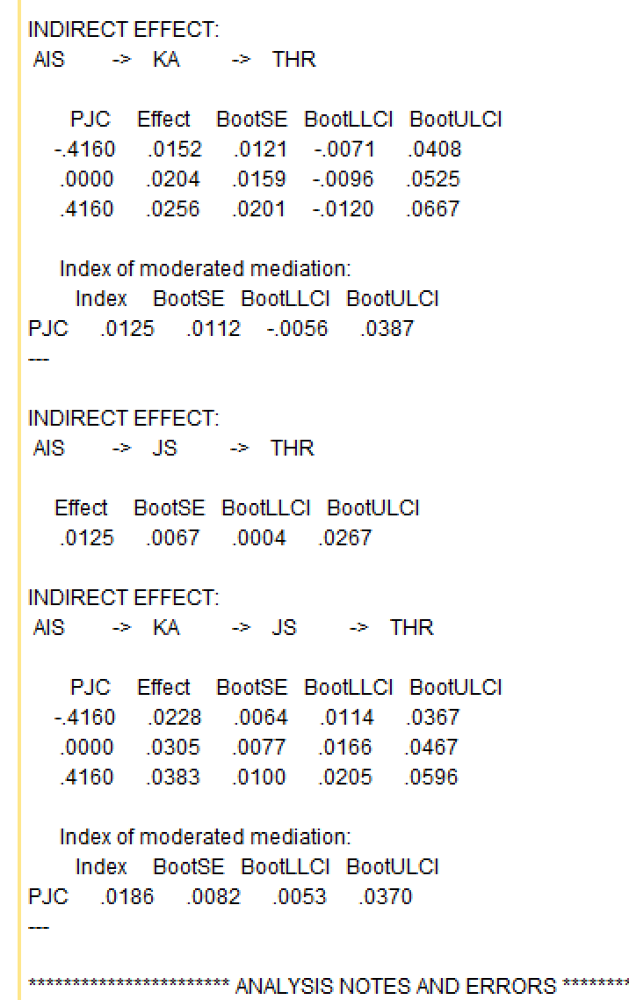 INDIRECT EFFECT:
AIS -> KA -> THR
PJC Effect BootSE BootLLCI BootULCI
-.4160 .0152 .0121 -.0071 .0408
.0000 .0204 .0159 -.0096 .0525
.4160 .0256 .0201 -.0120 .0667
Index of moderated mediation:
Index BootSE BootLLCI BootULCI
PJC .0125 .0112 -.0056 .0387
---
INDIRECT EFFECT:
AIS -> JS -> THR
Effect BootSE BootLLCI BootULCI
.0125 .0067 .0004 .0267
INDIRECT EFFECT:
AIS -> KA -> JS -> THR
PJC Effect BootSE BootLLCI BootULCI
-.4160 .0228 .0064 .0114 .0367
.0000 .0305 .0077 .0166 .0467
.4160 .0383 .0100 .0205 .0596
Index of moderated mediation:
Index BootSE BootLLCI BootULCI
PJC .0186 .0082 .0053 .0370
---
*********************** ANALYSIS NOTES AND ERRORS ********